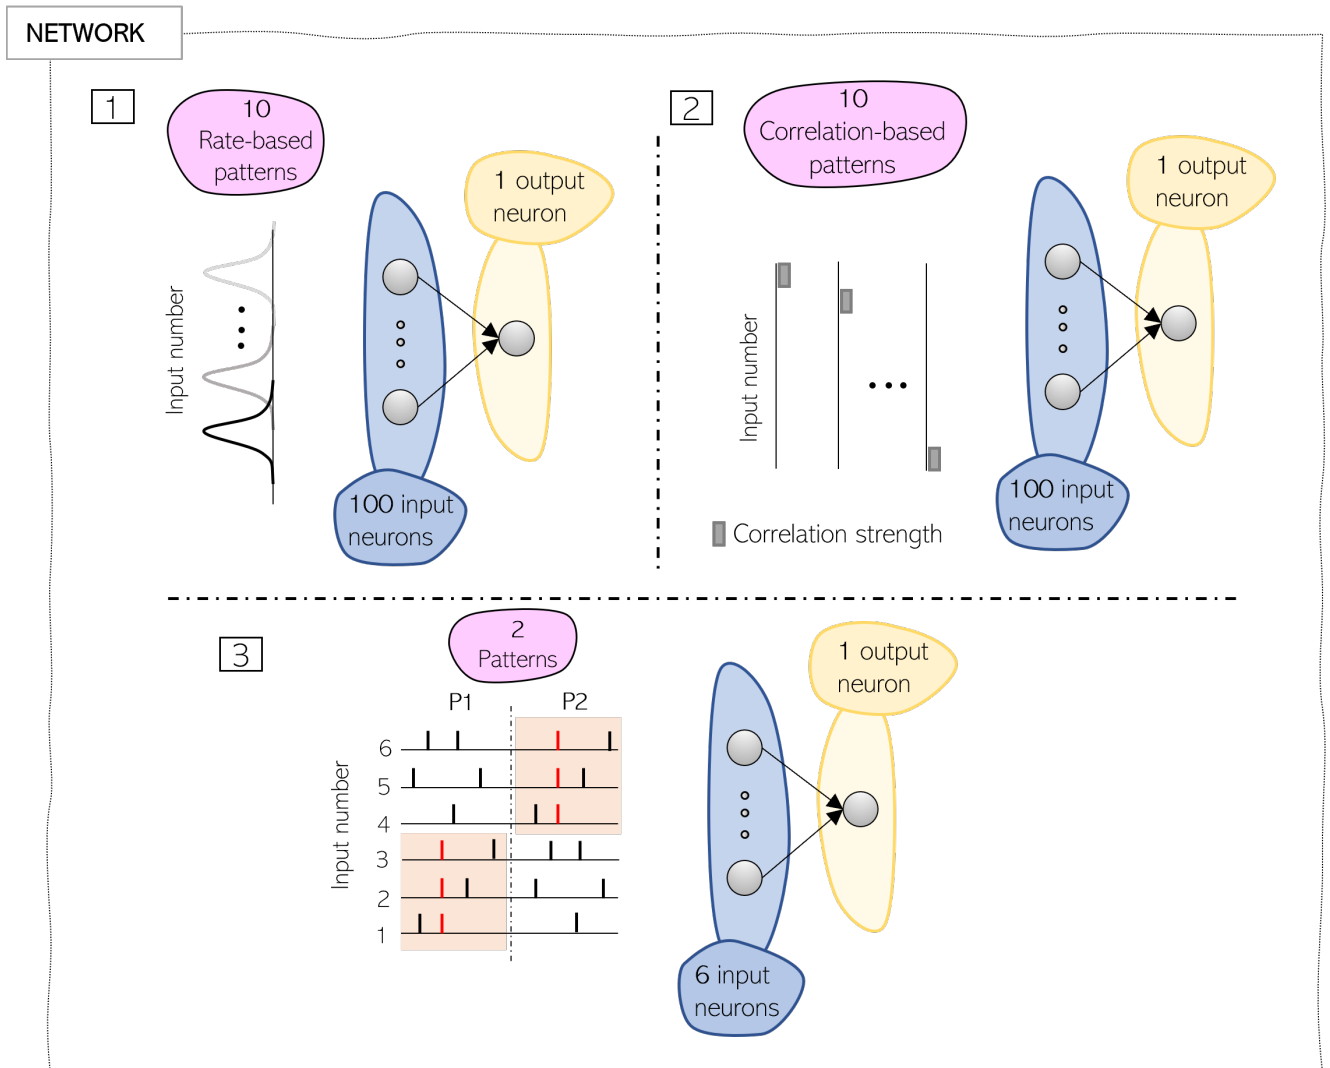 NETWORK
1
10
Rate-based
patterns
1 output
neuron
Input number
100 input
neurons
2
10
Correlation-based
patterns
1 output
neuron
Input number
Correlation strength
100 input
neurons
3
2
Patterns
P1 P2
6
5
4
3
2
1
Input number
1 output
neuron
6 input
neurons